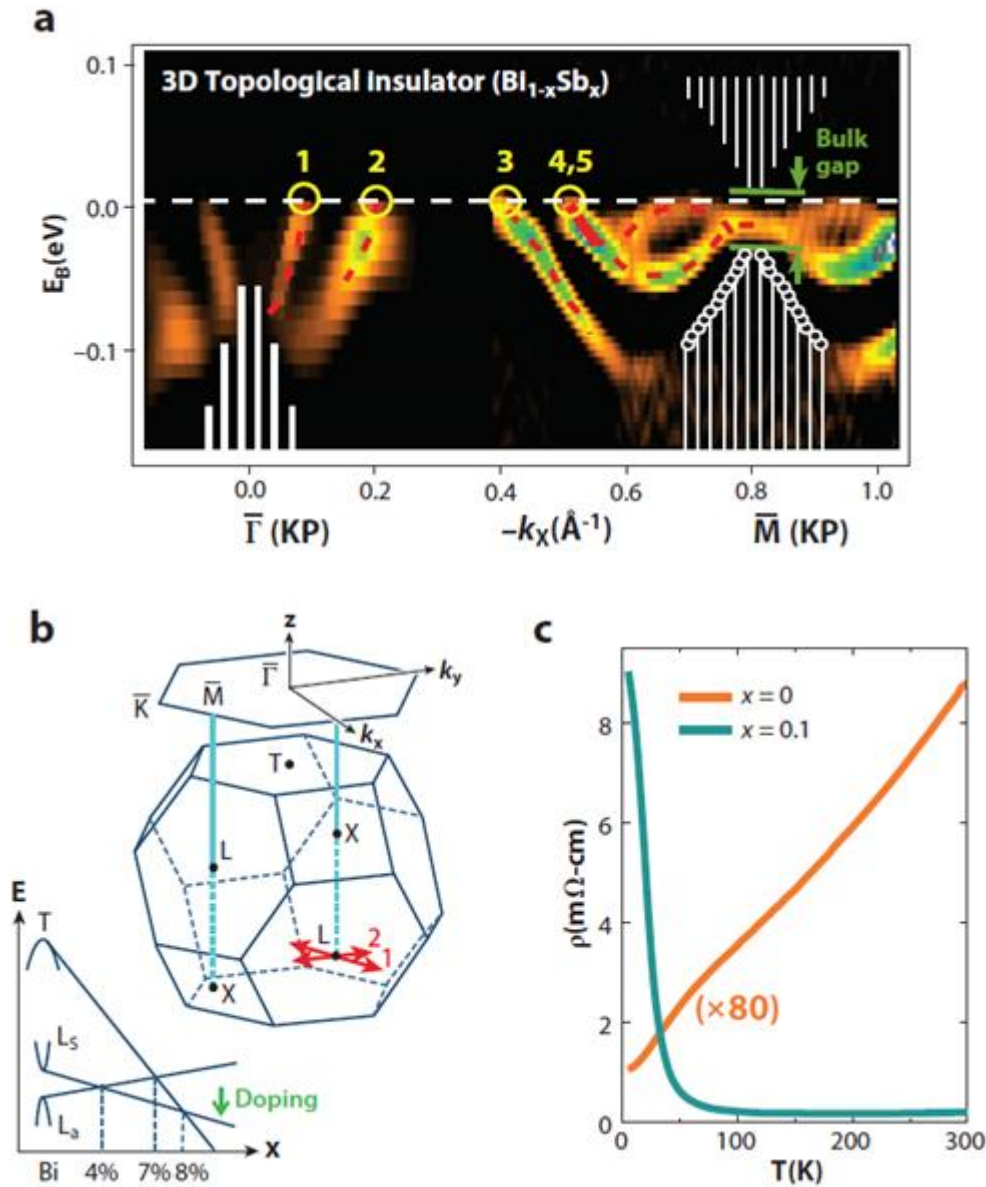 a
3D Topological Insulator (Bi1-xSbx)
0.1
0.0
−0.1
EB(eV)
1
2
3
4,5
Bulk
gap
0.0
0.2
0.4
0.6
0.8
1.0
Γ̅ (KP)
−kX(Å-1)
M̅ (KP)
b
z
Γ̅
ky
K̅
M̅
kx
T
L
X
X
L
2
1
E
T
LS
La
Doping
x
Bi
4%
7%
8%
c
x = 0
x = 0.1
8
6
4
2
0
ρ(mΩ-cm)
(×80)
0
100
200
300
T(K)